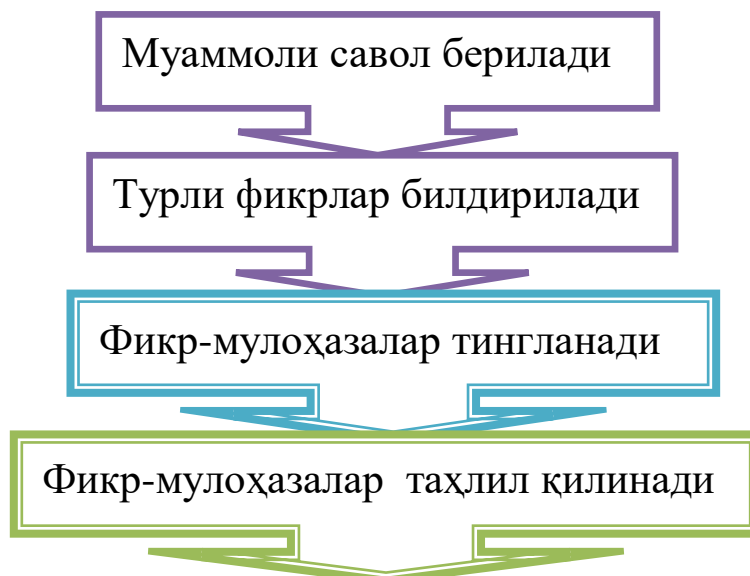 Муаммоли савол берилади
Турли фикрлар билдирилади
Фикр-мулоҳазалар тингланади
Фикр-мулоҳазалар таҳлил қилинади